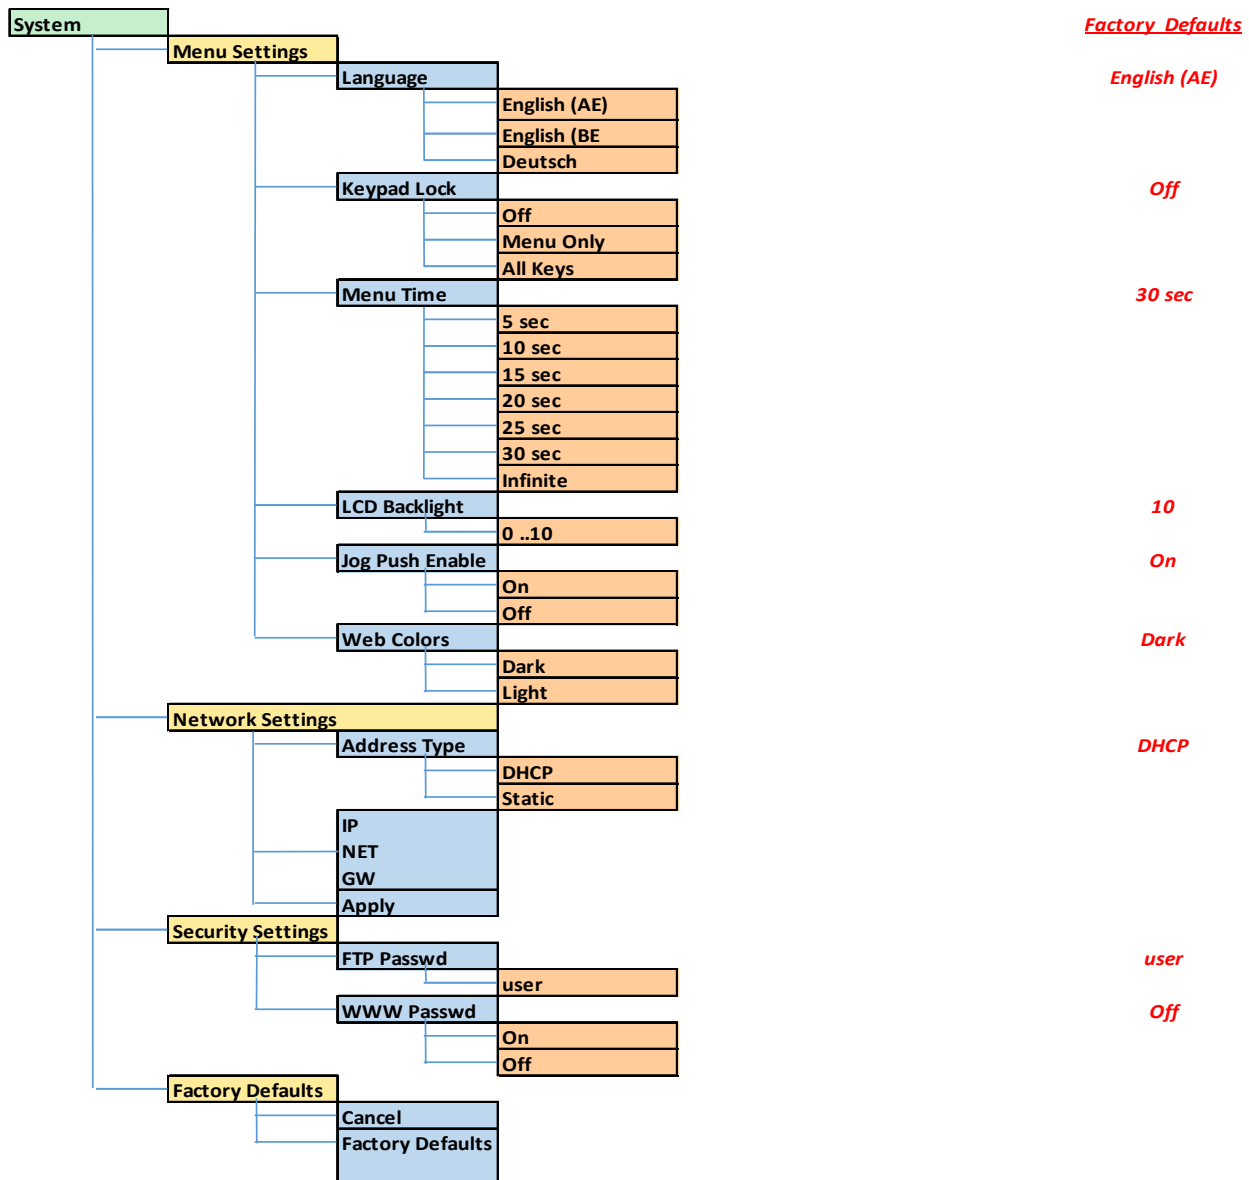 System
Factory Defaults
Menu Settings
Language
English (AE)
English (AE)
English (BE
Deutsch
Keypad Lock
Off
Off
Menu Only
All Keys
Menu Time
30 sec
5 sec
10 sec
15 sec
20 sec
25 sec
30 sec
Infinite
LCD Backlight
10
0 ..10
Jog Push Enable
On
On
Off
Web Colors
Dark
Dark
Light
Network Settings
Address Type
DHCP
DHCP
Static
IP
NET
GW
Apply
Security Settings
FTP Passwd
user
user
WWW Passwd
Off
On
Off
Factory Defaults
Cancel
Factory Defaults